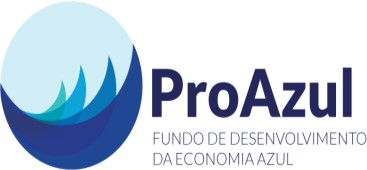 ProAzul
FUNDO DE DESENVOLVIMENTO
DA ECONOMIA AZUL